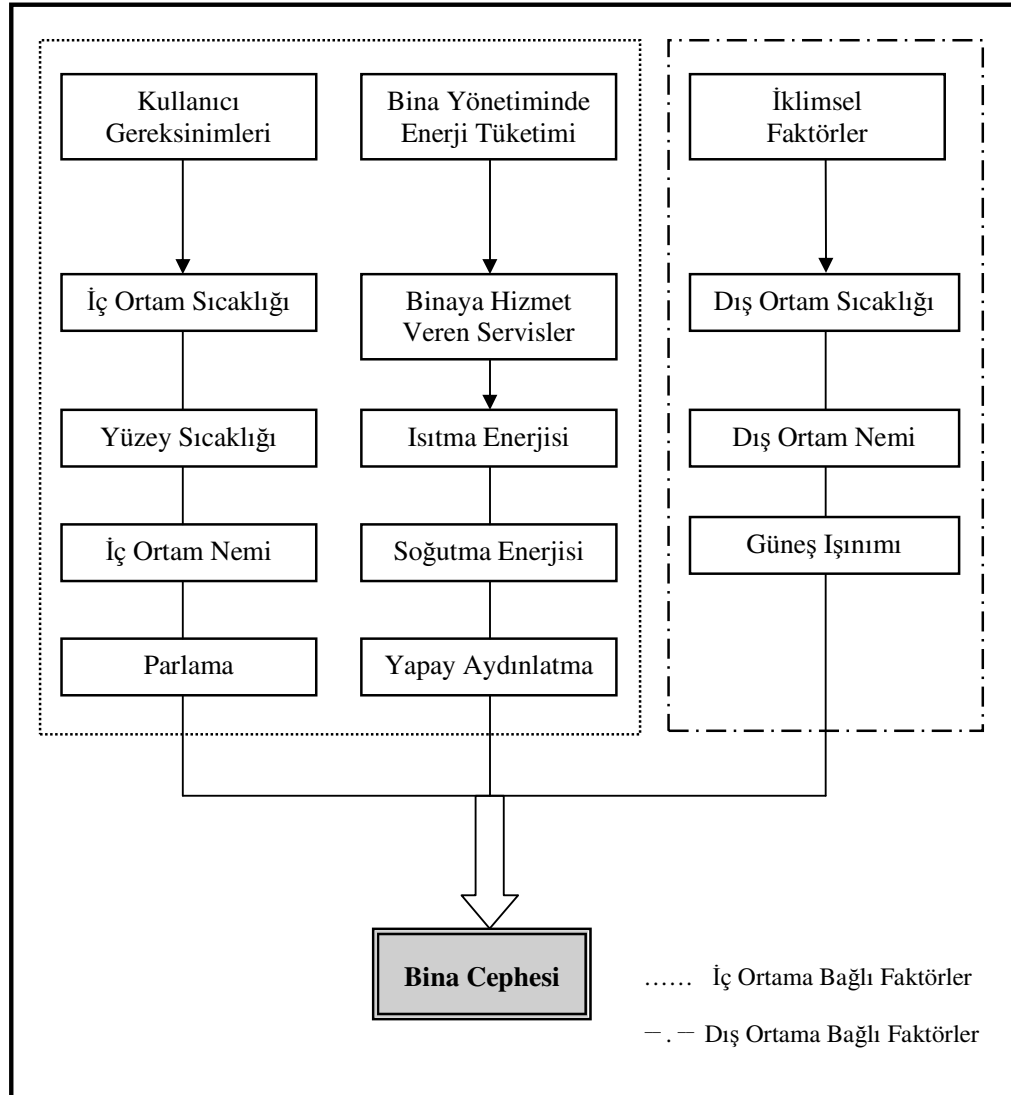 Kullanıcı
Gereksinimleri
Bina Yönetiminde
Enerji Tüketimi
İklimsel
Faktörler
İç Ortam Sıcaklığı
Binaya Hizmet
Veren Servisler
Dış Ortam Sıcaklığı
Yüzey Sıcaklığı
Isıtma Enerjisi
Dış Ortam Nemi
İç Ortam Nemi
Soğutma Enerjisi
Güneş Işınımı
Parlama
Yapay Aydınlatma
Bina Cephesi
...... İç Ortama Bağlı Faktörler
— . — Dış Ortama Bağlı Faktörler